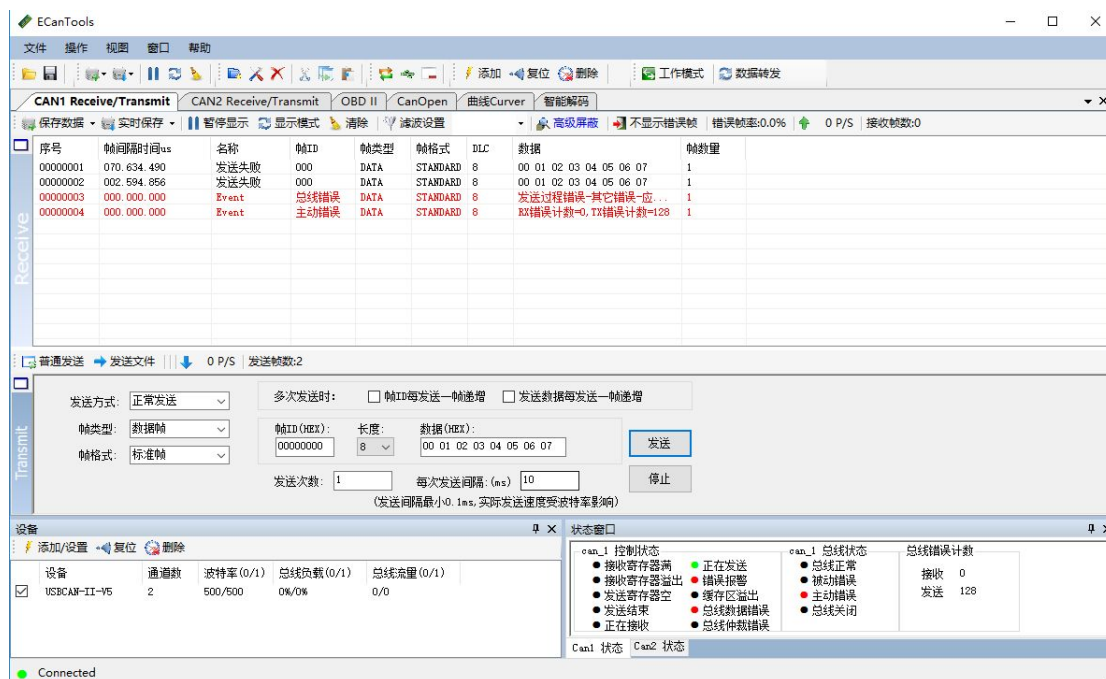 ECanTools
文件 操作 视图 窗口 帮助
添加 复位 删除 工作模式 数据转发
CAN1 Receive/Transmit CAN2 Receive/Transmit OBD II CanOpen 曲线Curver 智能解码
保存数据 实时保存 暂停显示 显示模式 清除 滤波设置 高级屏蔽 不显示错误帧 错误帧率:0.0% 0 P/S 接收帧数:0
序号 帧间隔时间us 名称 帧ID 帧类型 帧格式 DLC 数据 帧数量
00000001 070.634.490 发送失败 000 DATA STANDARD 8 00 01 02 03 04 05 06 07 1
00000002 002.594.856 发送失败 000 DATA STANDARD 8 00 01 02 03 04 05 06 07 1
00000003 000.000.000 Event 总线错误 DATA STANDARD 8 发送过程错误-其它错误-应... 1
00000004 000.000.000 Event 主动错误 DATA STANDARD 8 RX错误计数=0,TX错误计数=128 1
Receive
普通发送 发送文件 0 P/S 发送帧数:2
Transmit
多次发送时: 帧ID每发送一帧递增 发送数据每发送一帧递增
发送方式: 正常发送
帧类型: 数据帧
帧格式: 标准帧
帧ID(HEX): 长度: 数据(HEX):
00000000 8 00 01 02 03 04 05 06 07
发送
发送次数: 1 每次发送间隔:(ms) 10
停止
(发送间隔最小0.1ms,实际发送速度受波特率影响)
设备
添加/设置 复位 删除
设备 通道数 波特率(0/1) 总线负载(0/1) 总线流量(0/1)
USBCAN-II-V5 2 500/500 0%/0% 0/0
状态窗口
can_1 控制状态
接收寄存器满 正在发送
接收寄存器溢出 错误报警
发送寄存器空 缓存区溢出
发送结束 总线数据错误
正在接收 总线仲裁错误
can_1 总线状态
总线正常
被动错误
主动错误
总线关闭
总线错误计数
接收 0
发送 128
Can1 状态 Can2 状态
Connected